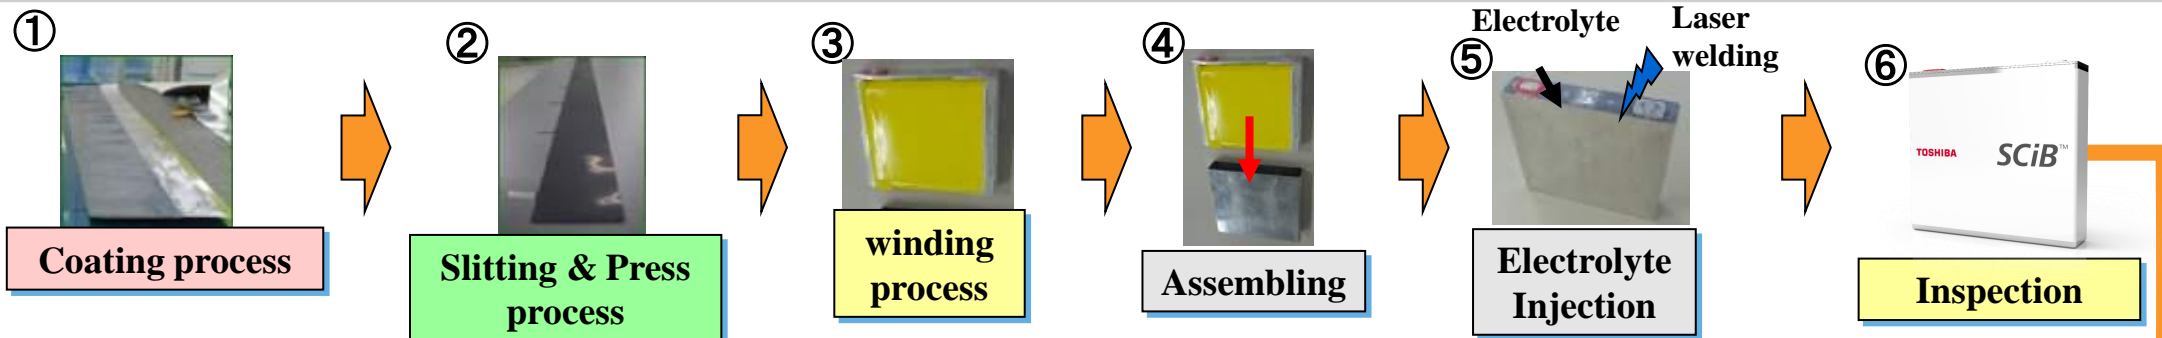 ①
Coating process
②
Slitting & Press
process
③
winding
process
④
Assembling
Electrolyte
Laser
welding
⑤
Electrolyte
Injection
⑥
TOSHIBA
SCiB™
Inspection